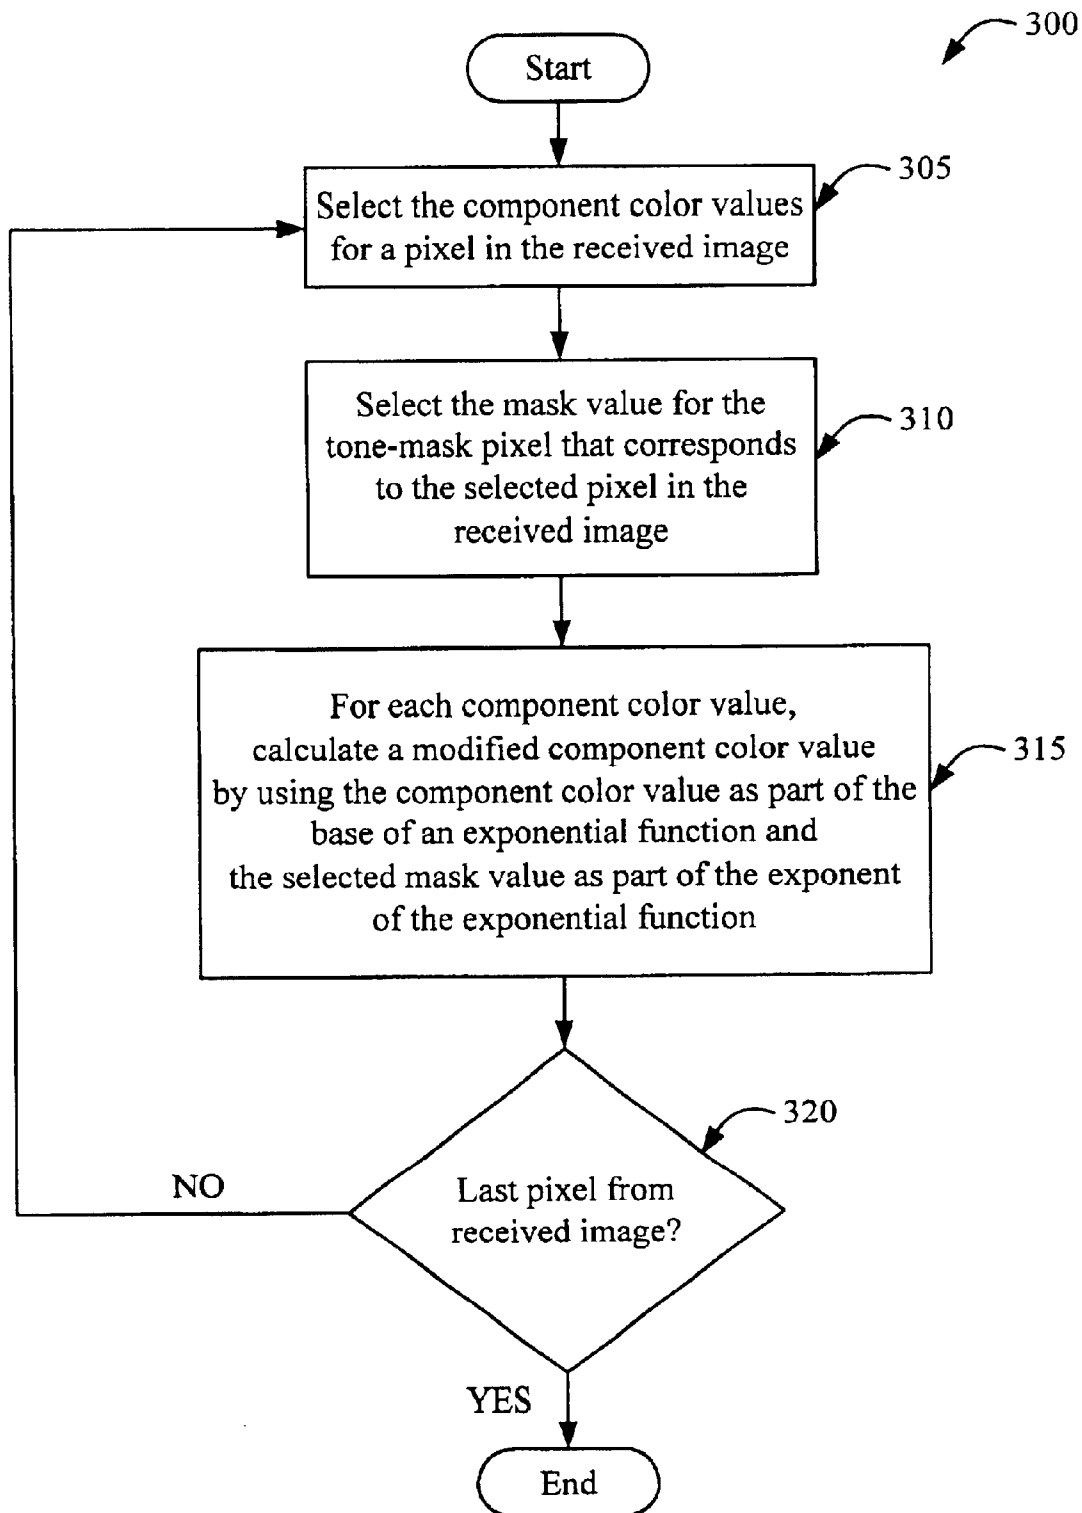 300
Start
305
Select the component color values
for a pixel in the received image
310
Select the mask value for the
tone-mask pixel that corresponds
to the selected pixel in the
received image
315
For each component color value,
calculate a modified component color value
by using the component color value as part of the
base of an exponential function and
the selected mask value as part of the exponent
of the exponential function
320
Last pixel from
received image?
NO
YES
End